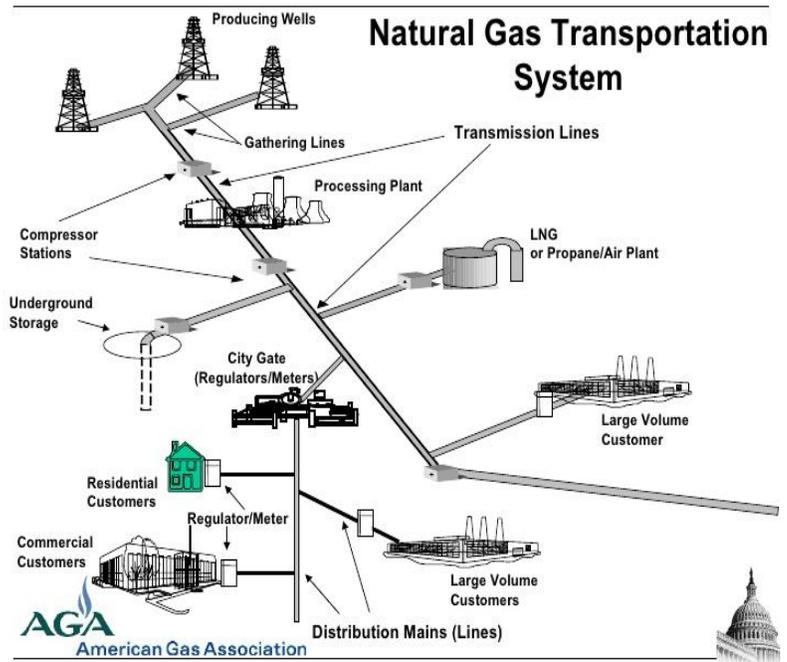 Producing Wells
Natural Gas Transportation
System
Gathering Lines
Transmission Lines
Processing Plant
Compressor
Stations
LNG
or Propane/Air Plant
Underground
Storage
City Gate
(Regulators/Meters)
Large Volume
Customer
Residential
Customers
Regulator/Meter
Commercial
Customers
Large Volume
Customers
Distribution Mains (Lines)
AGA
American Gas Association